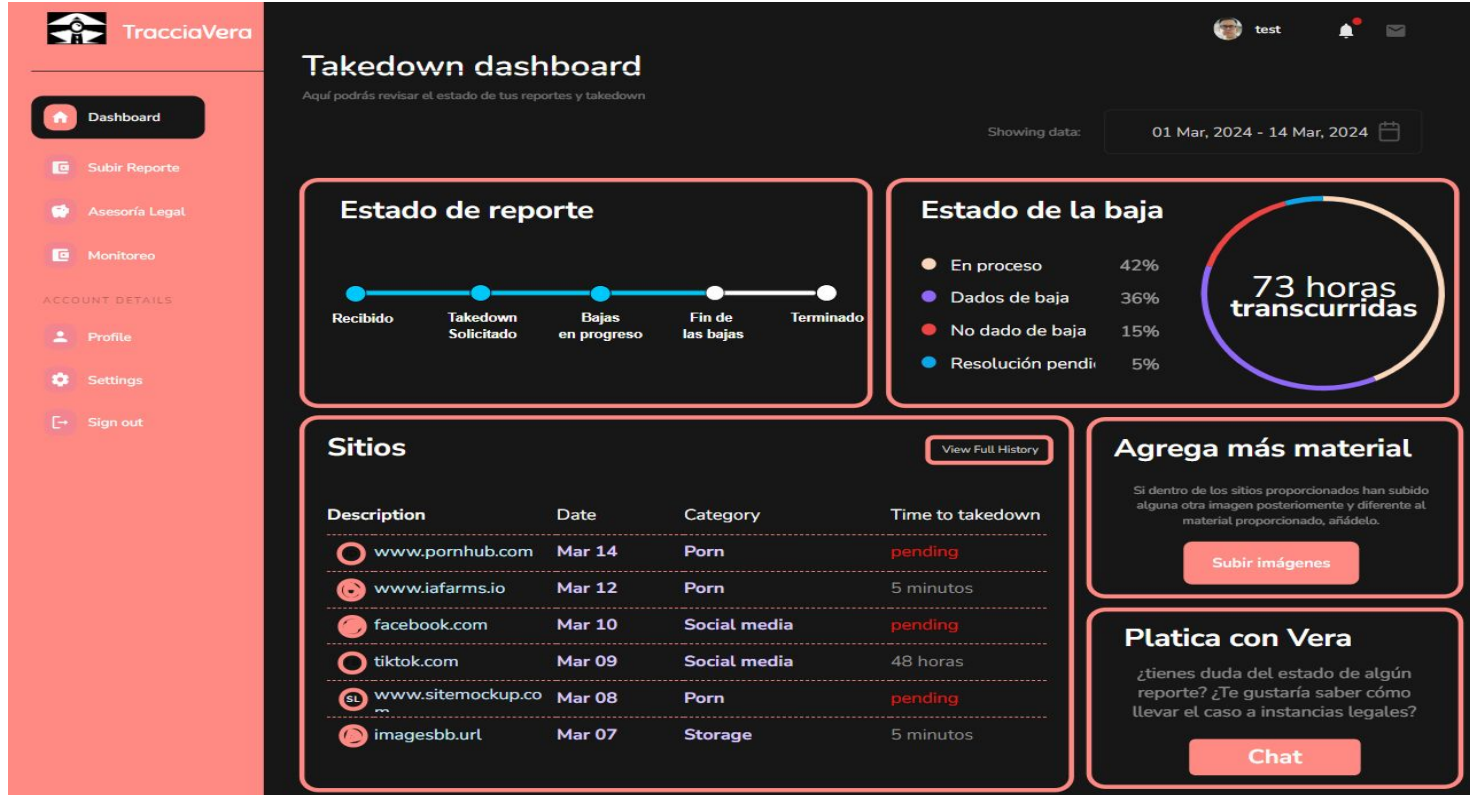 TracciaVera
test
Takedown dashboard
Aquí podrás revisar el estado de tus reportes y takedown
Showing data:
01 Mar, 2024 - 14 Mar, 2024
Dashboard
Subir Reporte
Asesoría Legal
Monitoreo
ACCOUNT DETAILS
Profile
Settings
Sign out
Estado de reporte
Recibido
Takedown
Solicitado
Bajas
en progreso
Fin de
las bajas
Terminado
Estado de la baja
En proceso 42%
Dados de baja 36%
No dado de baja 15%
Resolución pendi 5%
73 horas
transcurridas
Sitios
View Full History
Description Date Category Time to takedown
www.pornhub.com Mar 14 Porn pending
www.iafarms.io Mar 12 Porn 5 minutos
facebook.com Mar 10 Social media pending
tiktok.com Mar 09 Social media 48 horas
SL www.sitemockup.co Mar 08 Porn pending
m
imagesbb.url Mar 07 Storage 5 minutos
Agrega más material
Si dentro de los sitios proporcionados han subido
alguna otra imagen posteriomente y diferente al
material proporcionado, añádelo.
Subir imágenes
Platica con Vera
¿tienes duda del estado de algún
reporte? ¿Te gustaría saber cómo
llevar el caso a instancias legales?
Chat